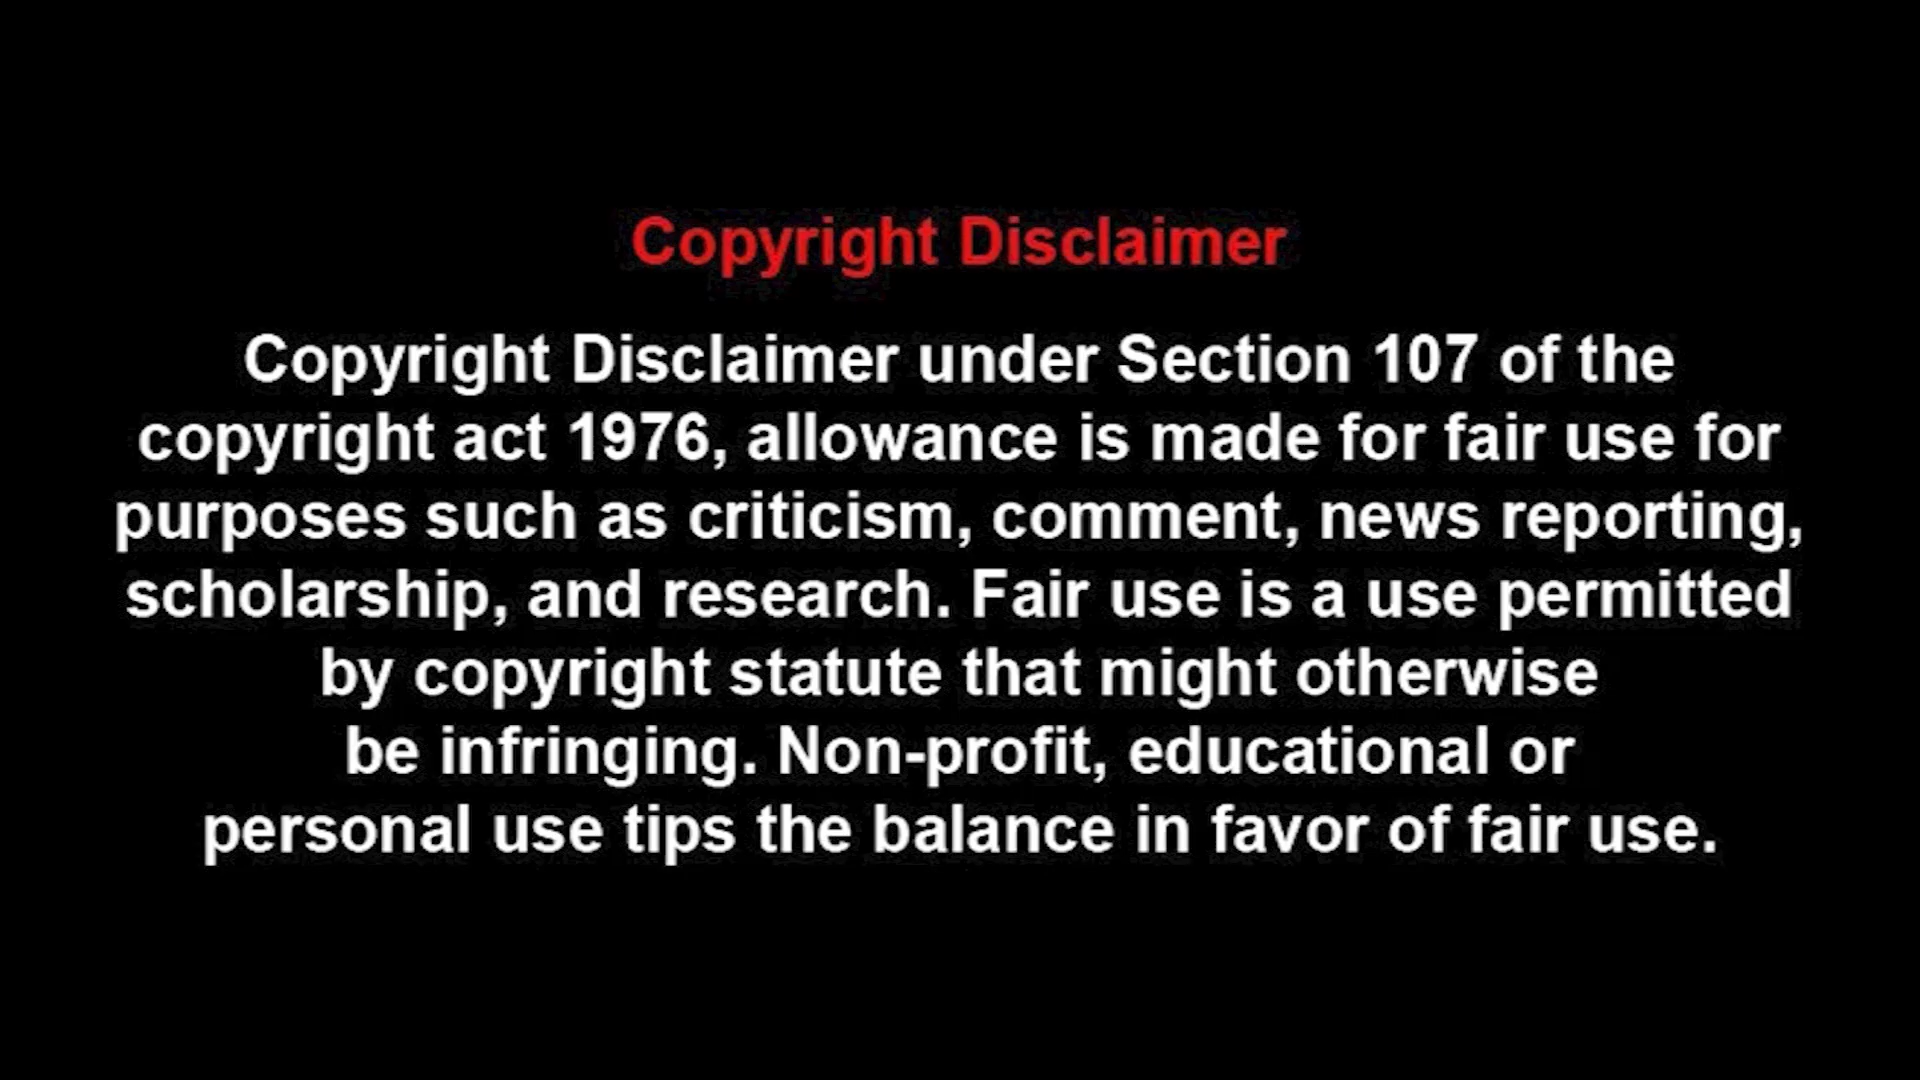 Copyright Disclaimer
Copyright Disclaimer under Section 107 of the
copyright act 1976, allowance is made for fair use for
purposes such as criticism, comment, news reporting,
scholarship, and research. Fair use is a use permitted
by copyright statute that might otherwise
be infringing. Non-profit, educational or
personal use tips the balance in favor of fair use.